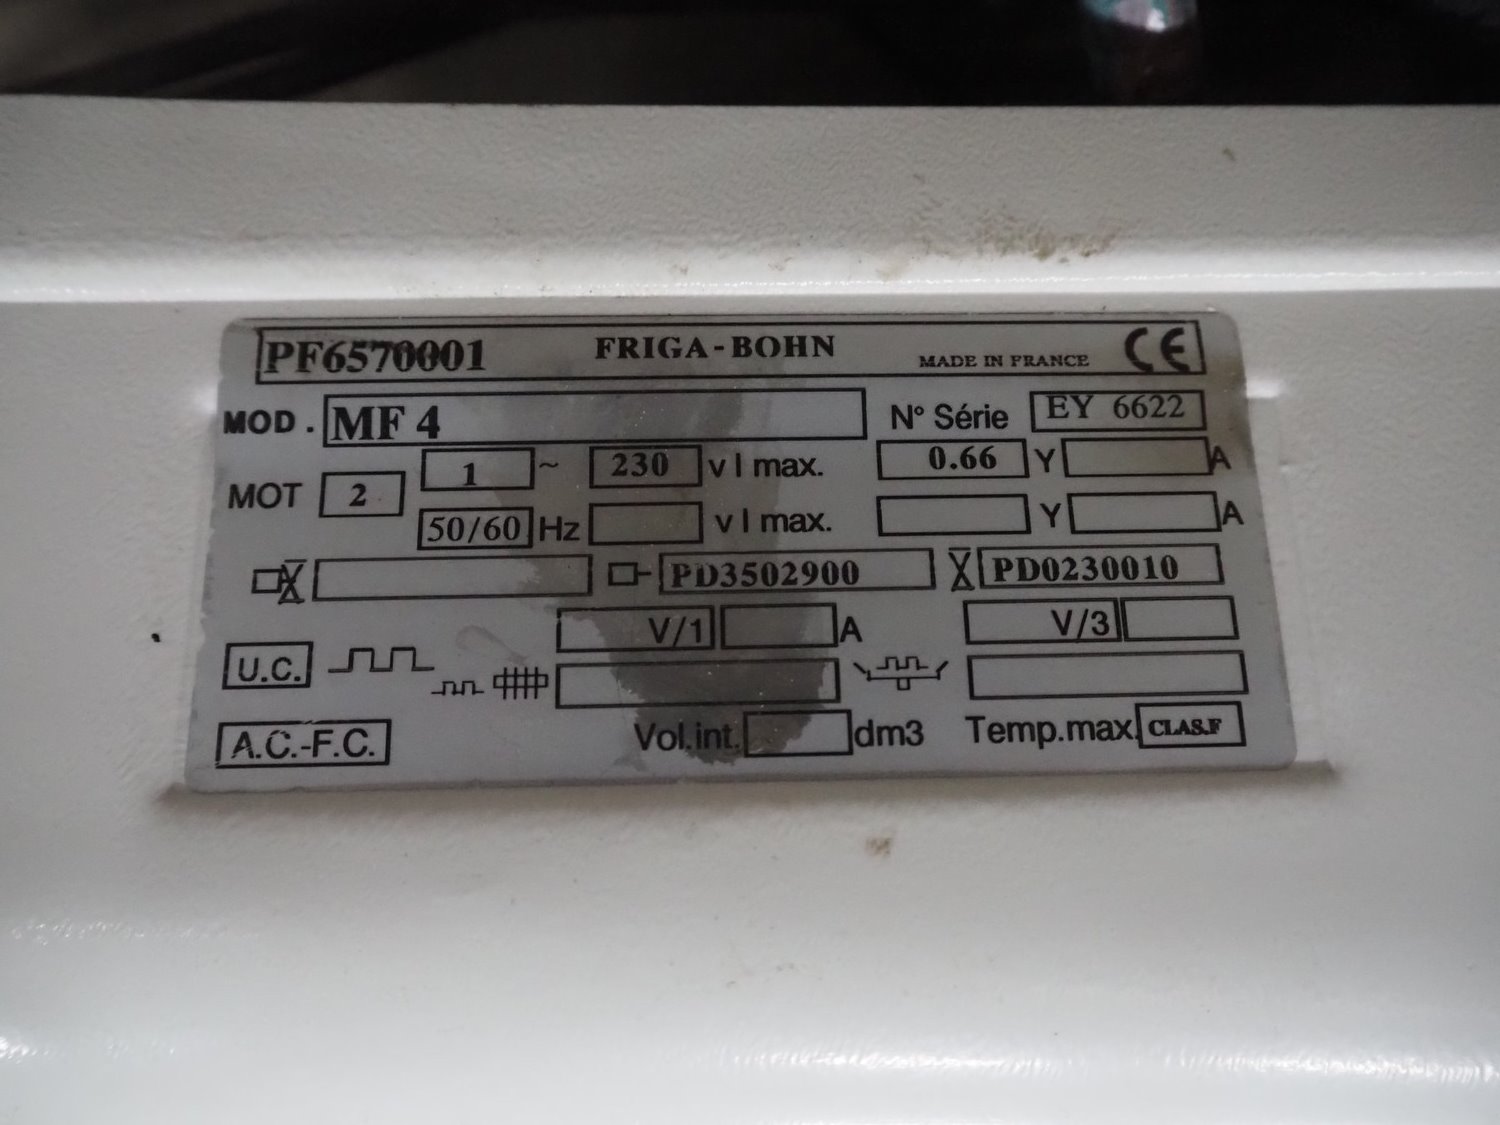 PF6570001 FRIGA-BOHN MADE IN FRANCE CE
MOD. MF 4 N° Série EY 6622
MOT 2 1 ~ 230 v I max. 0.66 Y A
50/60 Hz v I max. Y A
PD3502900 PD0230010
V/1 A V/3
U.C.
A.C.-F.C. Vol.int. dm3 Temp.max. CLAS.F